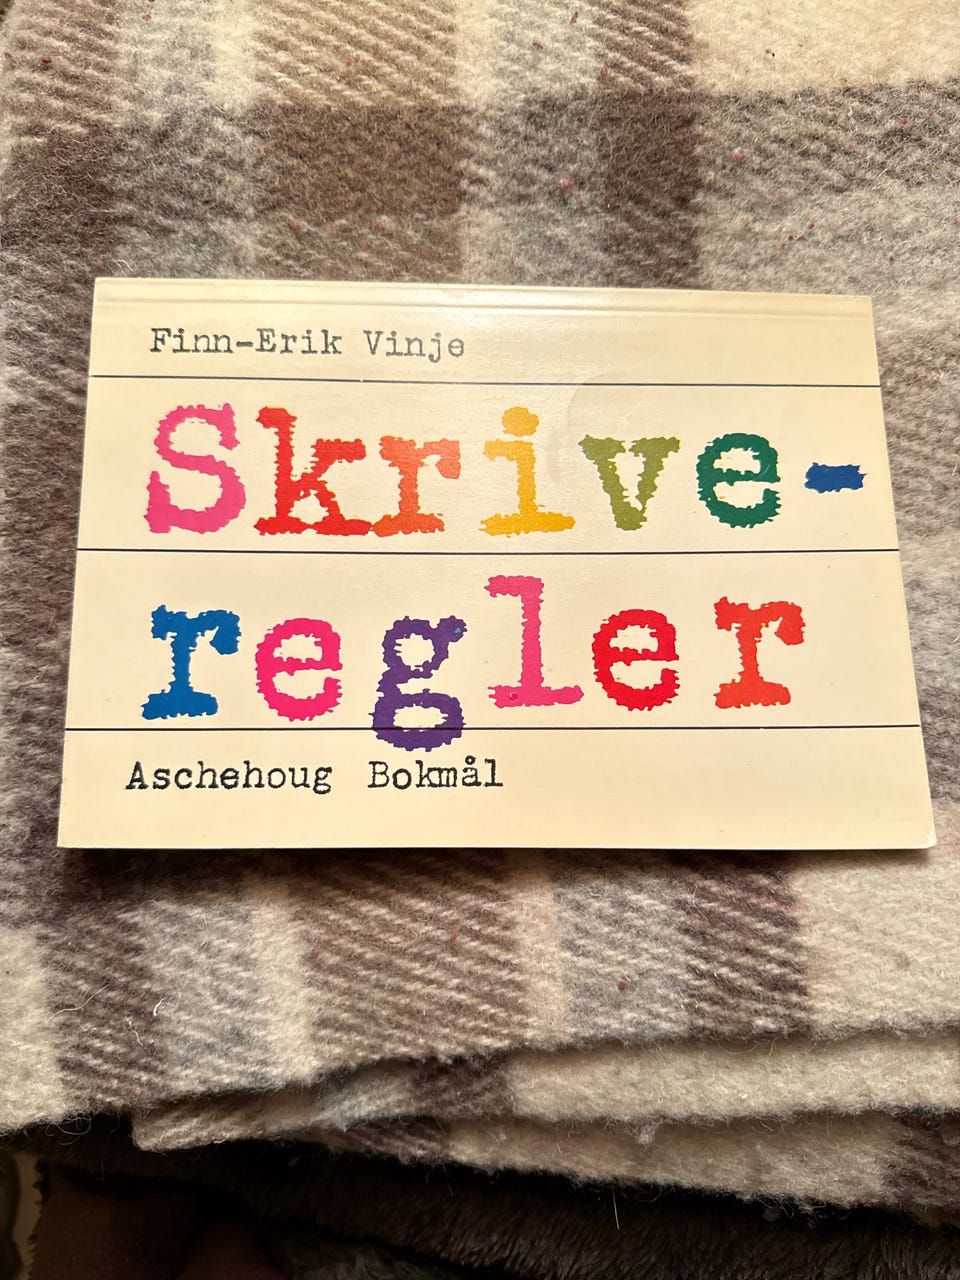 Finn-Erik Vinje
Skrive-
regler
Aschehoug Bokmål